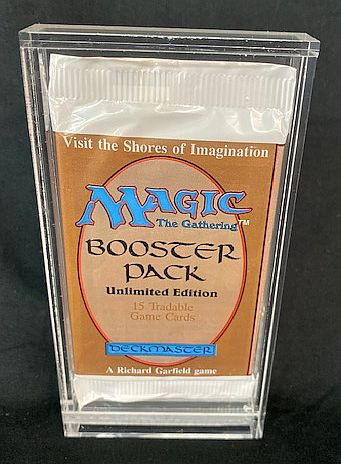 Visit the Shores of Imagination
MAGIC
The Gathering™
BOOSTER
PACK
Unlimited Edition
15 Tradable
Game Cards
DECKMASTER
A Richard Garfield game